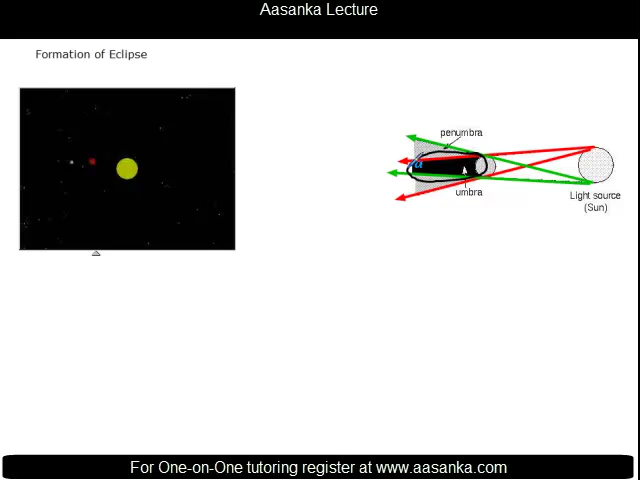 Aasanka Lecture
Formation of Eclipse
penumbra
umbra
Light source
(Sun)
For One-on-One tutoring register at www.aasanka.com